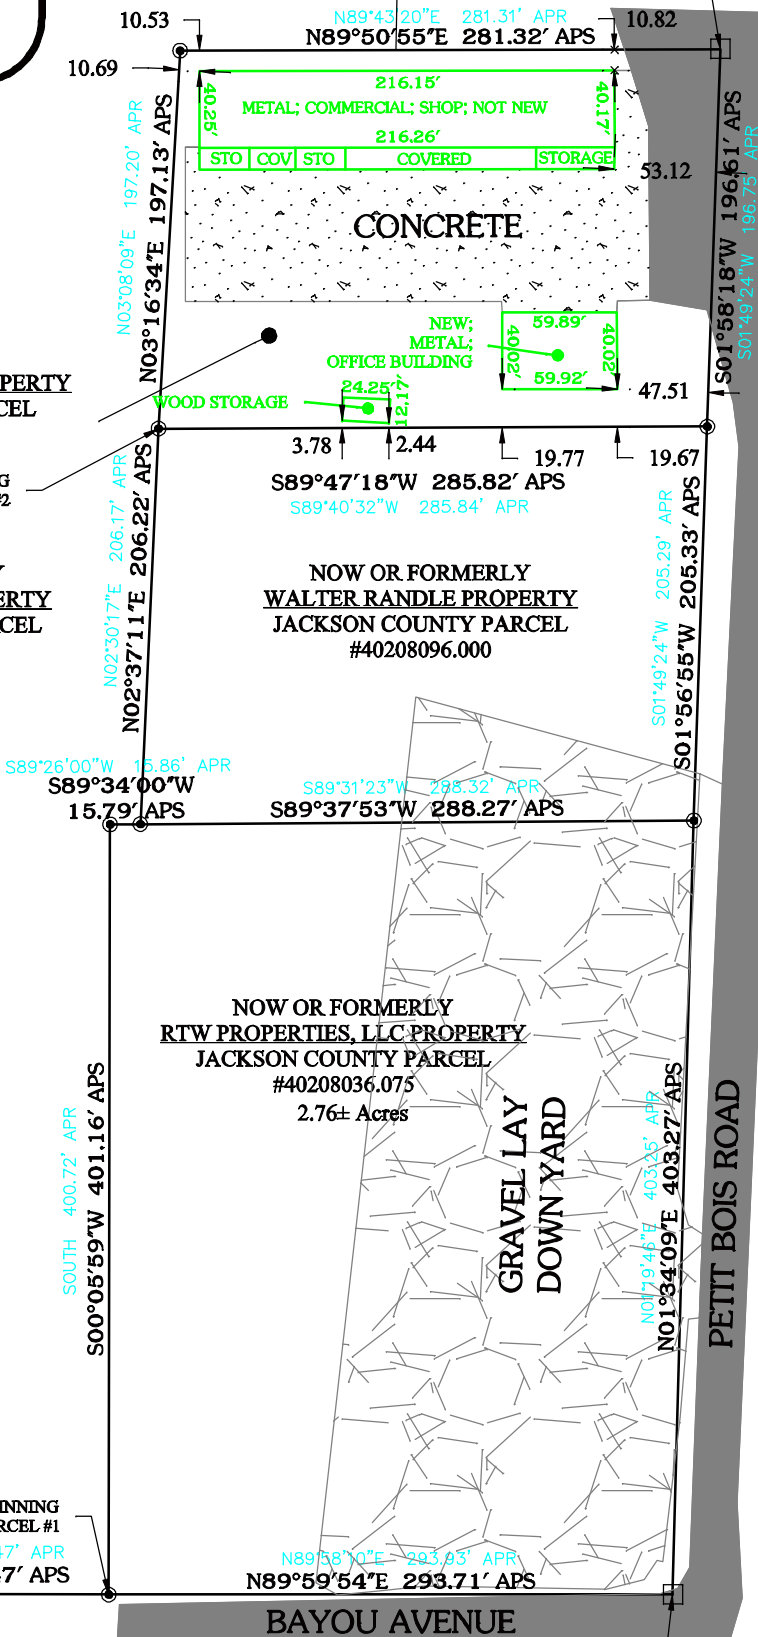 N89°43'20"E 281.31' APR
10.53
10.82
N89°50'55"E 281.32' APS
10.69
216.15'
40.25'
METAL; COMMERCIAL; SHOP; NOT NEW
40.17'
216.26'
STO COV STO COVERED STORAGE
53.12
N03°08'09"E 197.20' APR
N03°16'34"E 197.13' APS
S01°58'18"W 196.61' APS
S01°49'24"W 196.75 APR
CONCRETE
NEW;
METAL;
OFFICE BUILDING
59.89'
40.02'
40.02'
59.92'
24.25'
12.17'
WOOD STORAGE
47.51
3.78
2.44
19.77
19.67
S89°47'18"W 285.82' APS
S89°40'32"W 285.84' APR
N02°30'17"E 206.17' APR
N02°37'11"E 206.22' APS
S01°49'24"W 205.29' APR
S01°56'55"W 205.33' APS
NOW OR FORMERLY
WALTER RANDLE PROPERTY
JACKSON COUNTY PARCEL
#40208096.000
S89°26'00"W 15.86' APR
S89°34'00"W
15.79' APS
S89°31'23"W 288.32' APR
S89°37'53"W 288.27' APS
NOW OR FORMERLY
RTW PROPERTIES, LLC PROPERTY
JACKSON COUNTY PARCEL
#40208036.075
2.76± Acres
SOUTH 400.72' APR
S00°05'59"W 401.16' APS
GRAVEL LAY
DOWN YARD
N01°19'46"E 403.25' APR
N01°34'09"E 403.27' APS
PETIT BOIS ROAD
INNING
RCEL #1
47' APR
7' APS
N89°58'10"E 293.93' APR
N89°59'54"E 293.71' APS
BAYOU AVENUE
OPERTY
CEL
G
#2
Y
ERTY
CEL